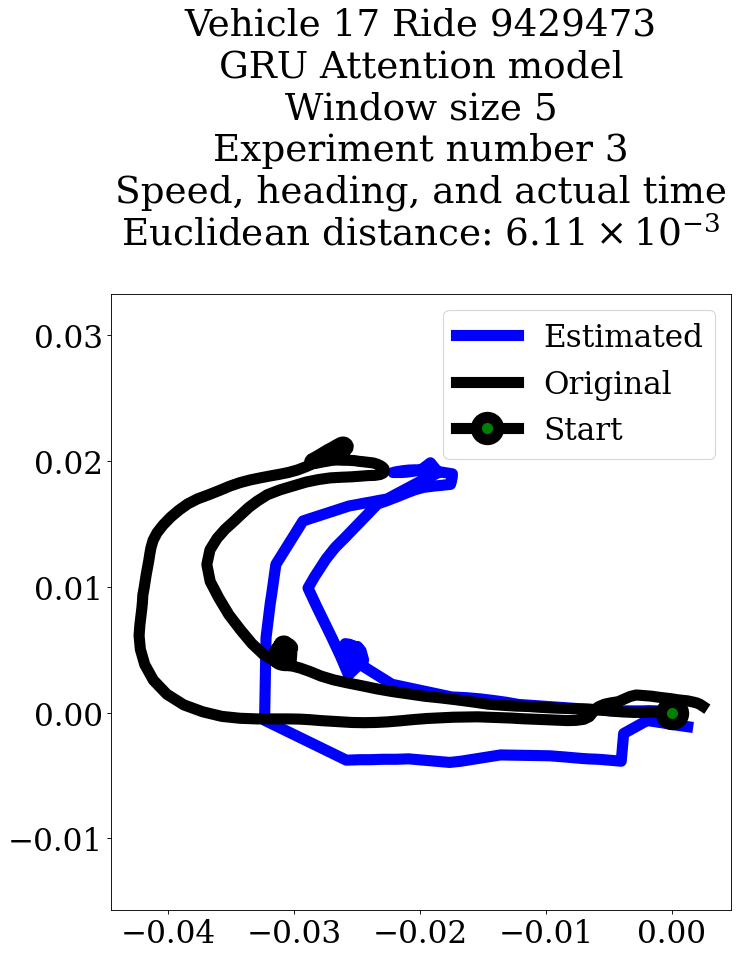 Vehicle 17 Ride 9429473
GRU Attention model
Window size 5
Experiment number 3
Speed, heading, and actual time
Euclidean distance: 6.11 × 10⁻³
Estimated
Original
Start
0.03
0.02
0.01
0.00
−0.01
−0.04 −0.03 −0.02 −0.01 0.00